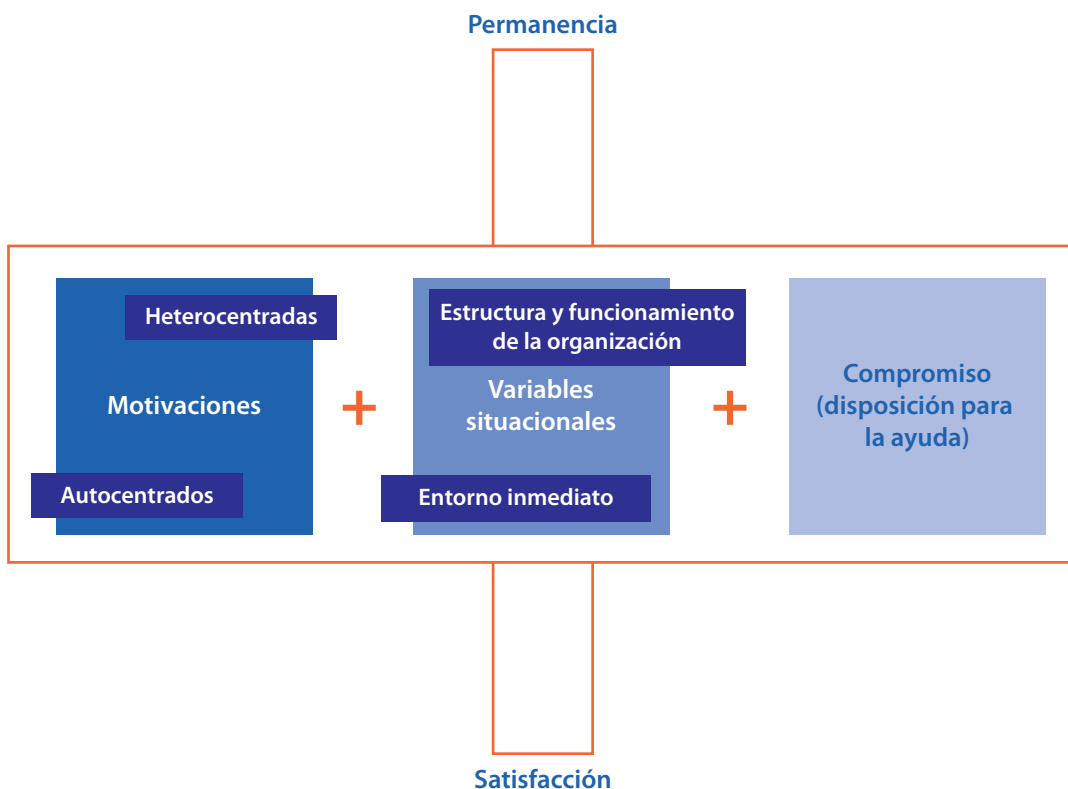 Permanencia
Heterocentradas
Motivaciones
Autocentrados
+
Estructura y funcionamiento
de la organización
Variables
situacionales
Entorno inmediato
+
Compromiso
(disposición para
la ayuda)
Satisfacción